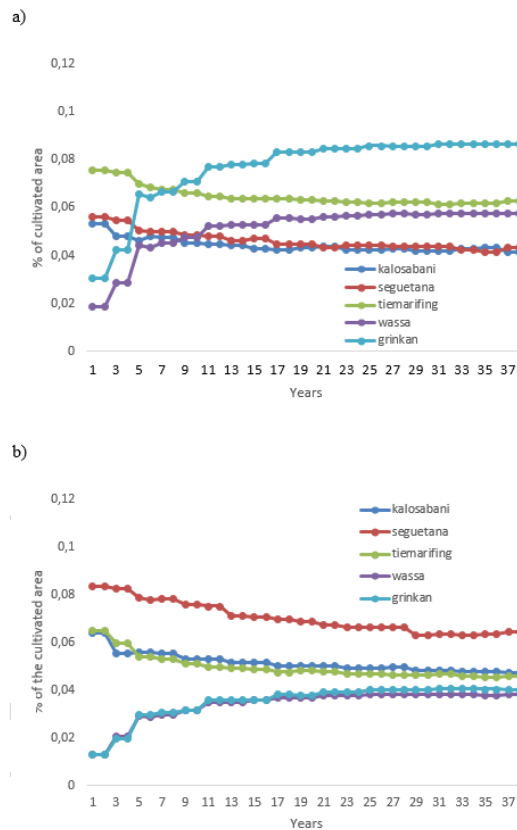 a)
0,12
0,1
0,08
0,06
0,04
0,02
0
% of cultivated area
kalosabani
seguetana
tiemarifing
wassa
grinkan
1 3 5 7 9 11 13 15 17 19 21 23 25 27 29 31 33 35 37
Years
b)
0,12
0,1
0,08
0,06
0,04
0,02
0
% of the cultivated area
kalosabani
seguetana
tiemarifing
wassa
grinkan
1 3 5 7 9 11 13 15 17 19 21 23 25 27 29 31 33 35 37
Years